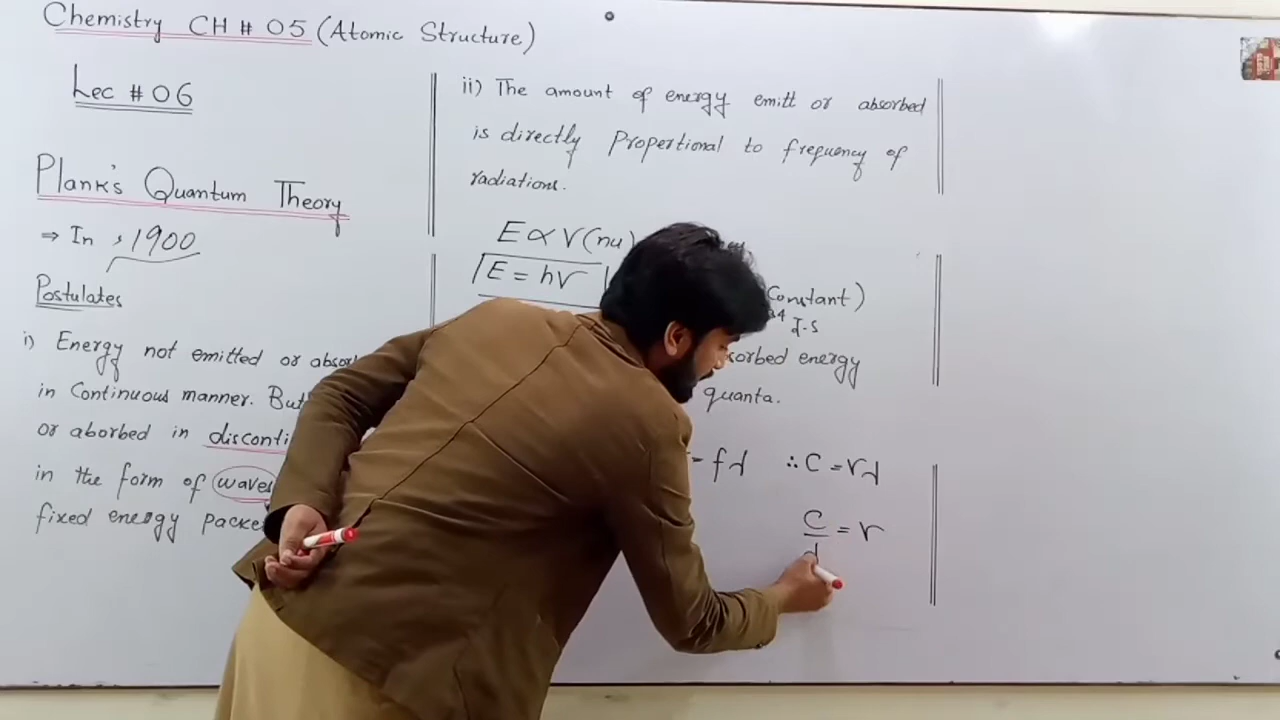 Chemistry CH # 05 (Atomic Structure)
Lec # 06
Plank's Quantum Theory
⇒ In , 1900
Postulates
i) Energy not emitted or absor
in Continuous manner. But
or aborbed in disconti
in the form of waves
fixed energy packe
ii) The amount of energy emitt or absorbed
is directly Propertional to frequency of
radiations.
E ∝ ν (nu)
E = hν
Constant)
J.S
sorbed energy
quanta.
= fλ ∴ C = νλ
C/λ = ν